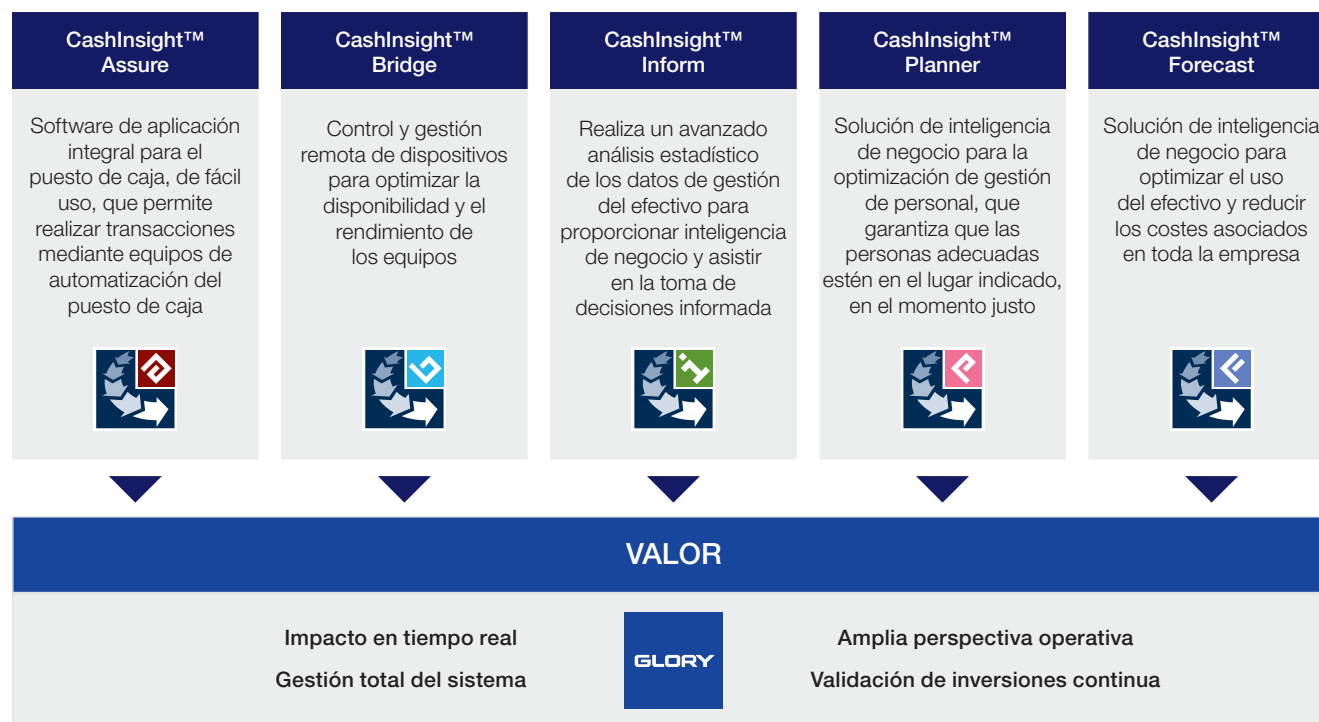 CashInsight™
Assure
Software de aplicación
integral para el
puesto de caja, de fácil
uso, que permite
realizar transacciones
mediante equipos de
automatización del
puesto de caja
CashInsight™
Bridge
Control y gestión
remota de dispositivos
para optimizar la
disponibilidad y el
rendimiento de
los equipos
CashInsight™
Inform
Realiza un avanzado
análisis estadístico
de los datos de gestión
del efectivo para
proporcionar inteligencia
de negocio y asistir
en la toma de
decisiones informada
CashInsight™
Planner
Solución de inteligencia
de negocio para la
optimización de gestión
de personal, que
garantiza que las
personas adecuadas
estén en el lugar indicado,
en el momento justo
CashInsight™
Forecast
Solución de inteligencia
de negocio para
optimizar el uso
del efectivo y reducir
los costes asociados
en toda la empresa
VALOR
Impacto en tiempo real
Gestión total del sistema
GLORY
Amplia perspectiva operativa
Validación de inversiones continua